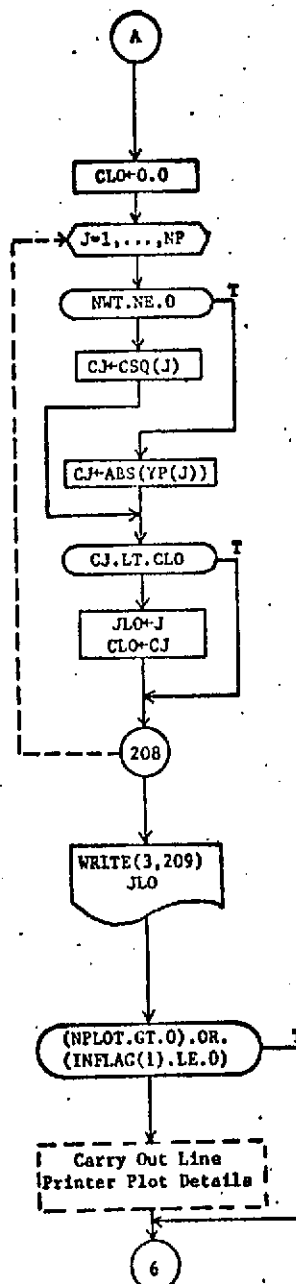 A
CLO←0.0
J=1,...,NP
NWT.NE.0
T
CJ←CSQ(J)
CJ←ABS(YP(J))
CJ.LT.CLO
T
JLO←J
CLO←CJ
208
WRITE(3,209)
JLO
(NPLOT.GT.0).OR.
(INFLAG(1).LE.0)
T
Carry Out Line
Printer Plot Details
6